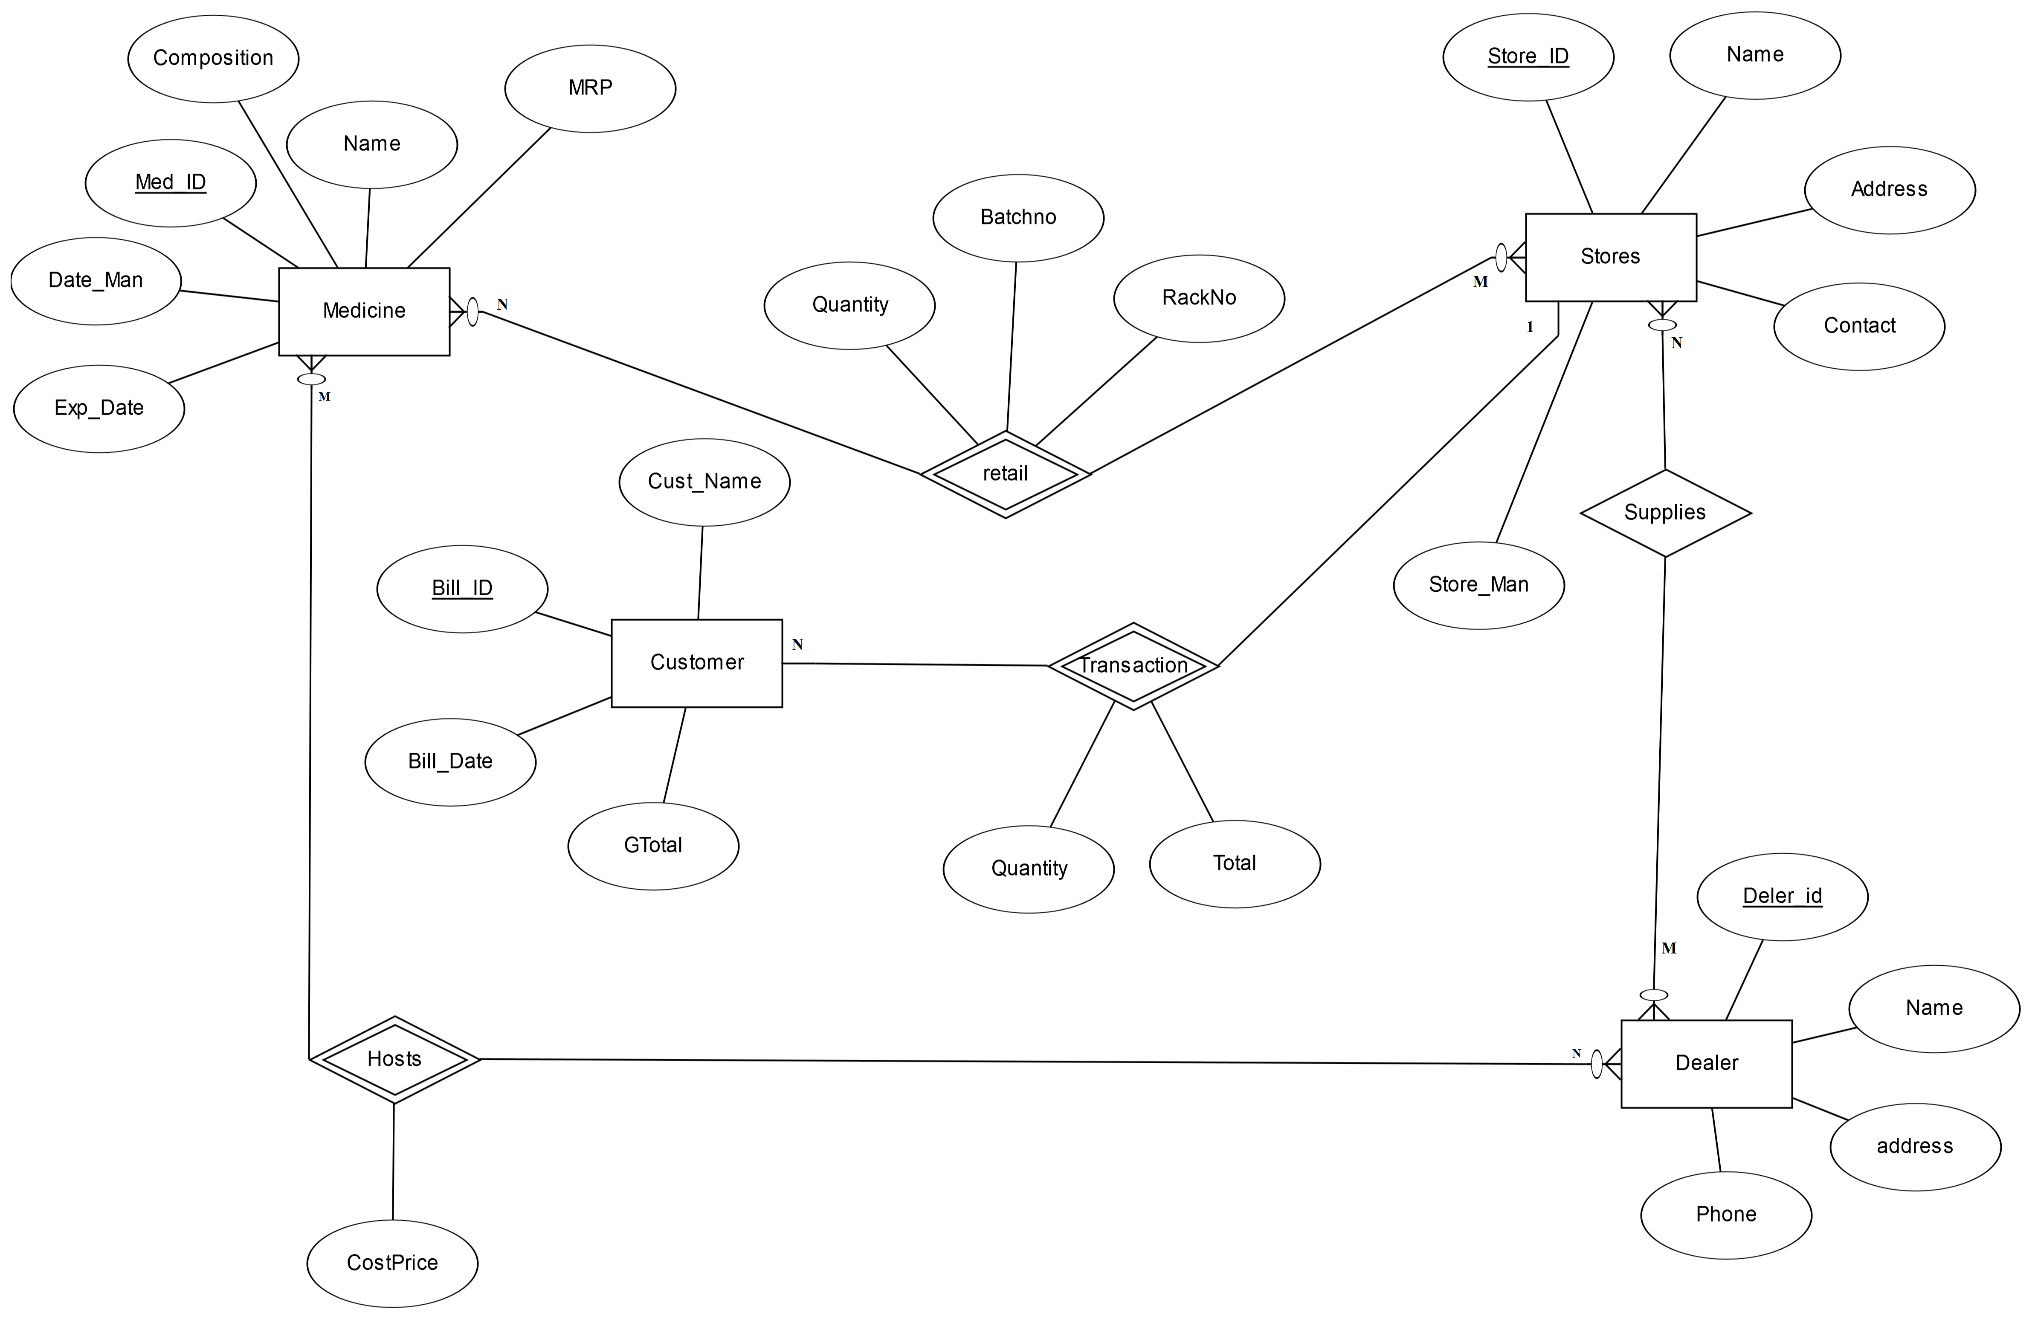 Composition
MRP
Store_ID
Name
Name
Med_ID
Address
Batchno
Date_Man
Medicine
N
Quantity
RackNo
M
Stores
Contact
1
N
M
Exp_Date
retail
Cust_Name
Supplies
Bill_ID
Store_Man
Customer
N
Transaction
Bill_Date
GTotal
Quantity
Total
Deler_id
M
Name
Hosts
N
Dealer
address
Phone
CostPrice